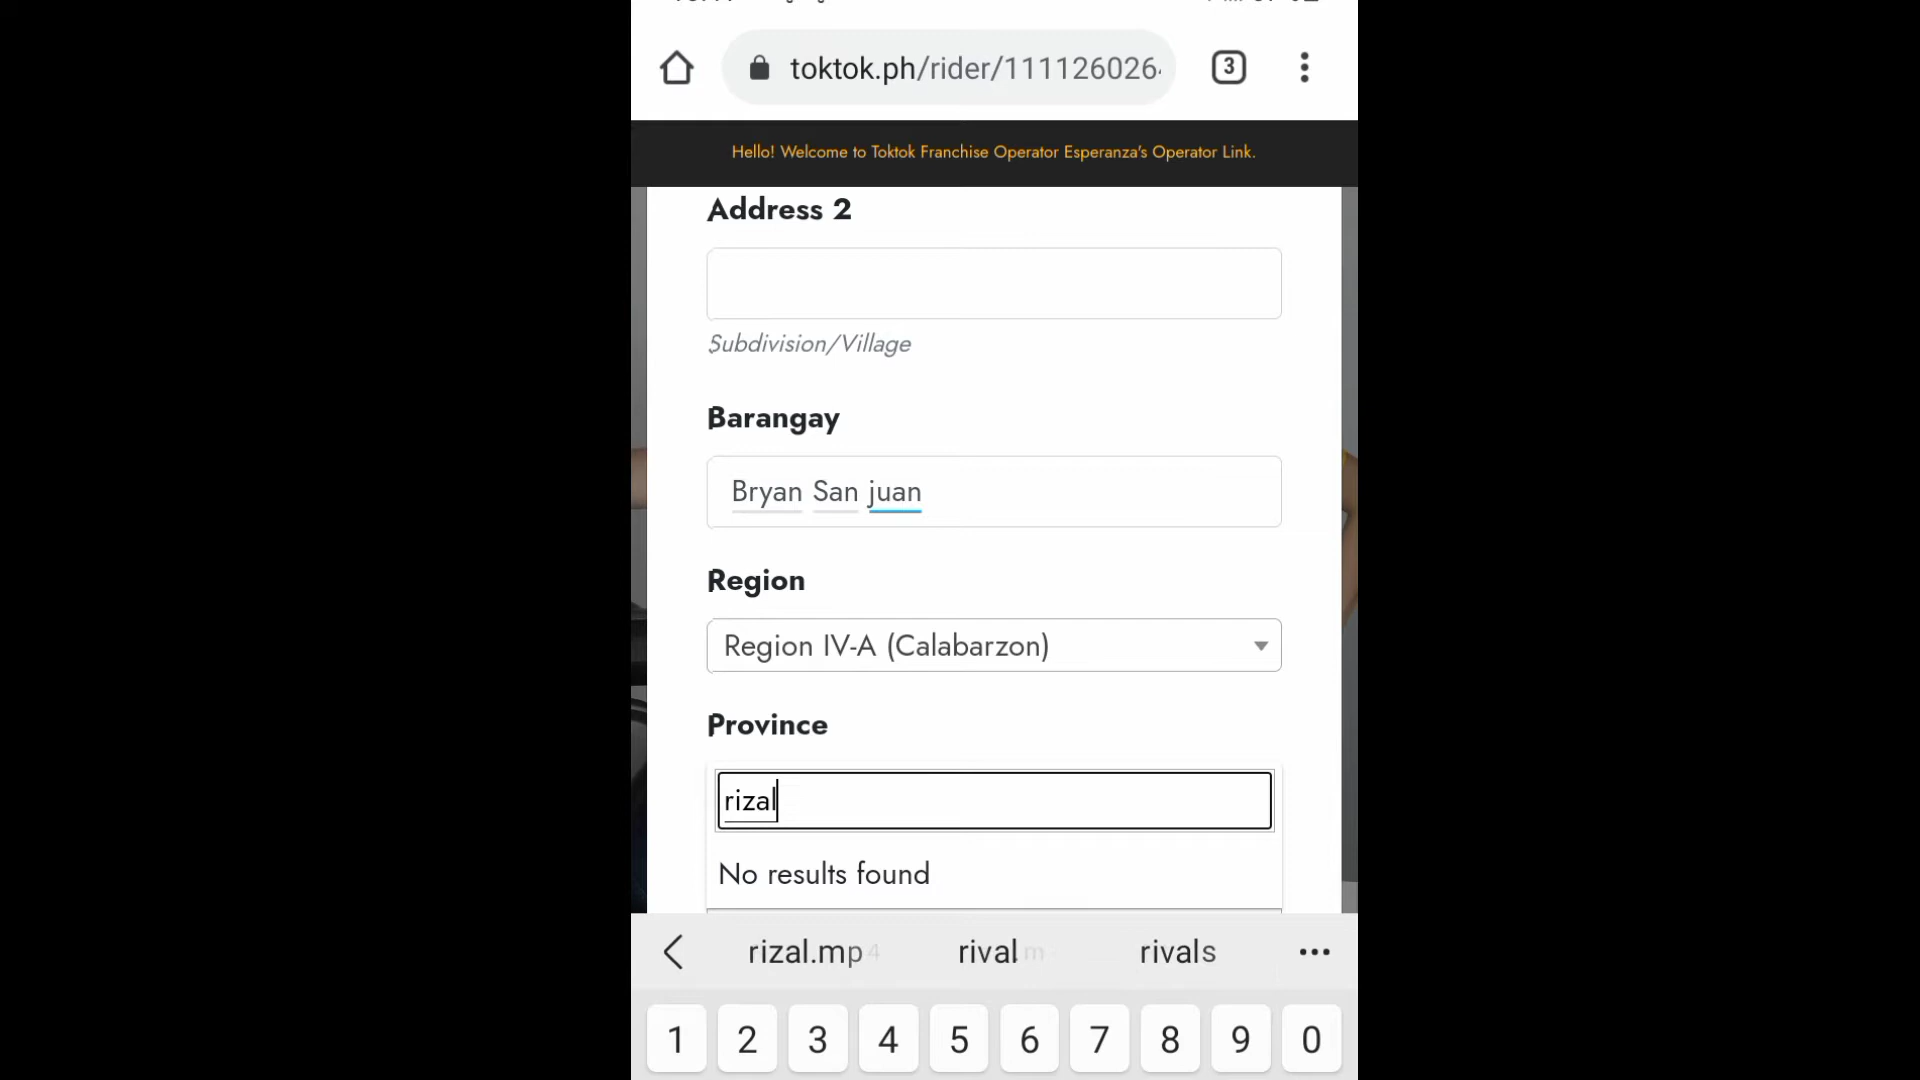 toktok.ph/rider/111126026
3
Hello! Welcome to Toktok Franchise Operator Esperanza's Operator Link.
Address 2
Subdivision/Village
Barangay
Bryan San juan
Region
Region IV-A (Calabarzon)
Province
rizal
No results found
rizal.mp4 rival rivals
1 2 3 4 5 6 7 8 9 0